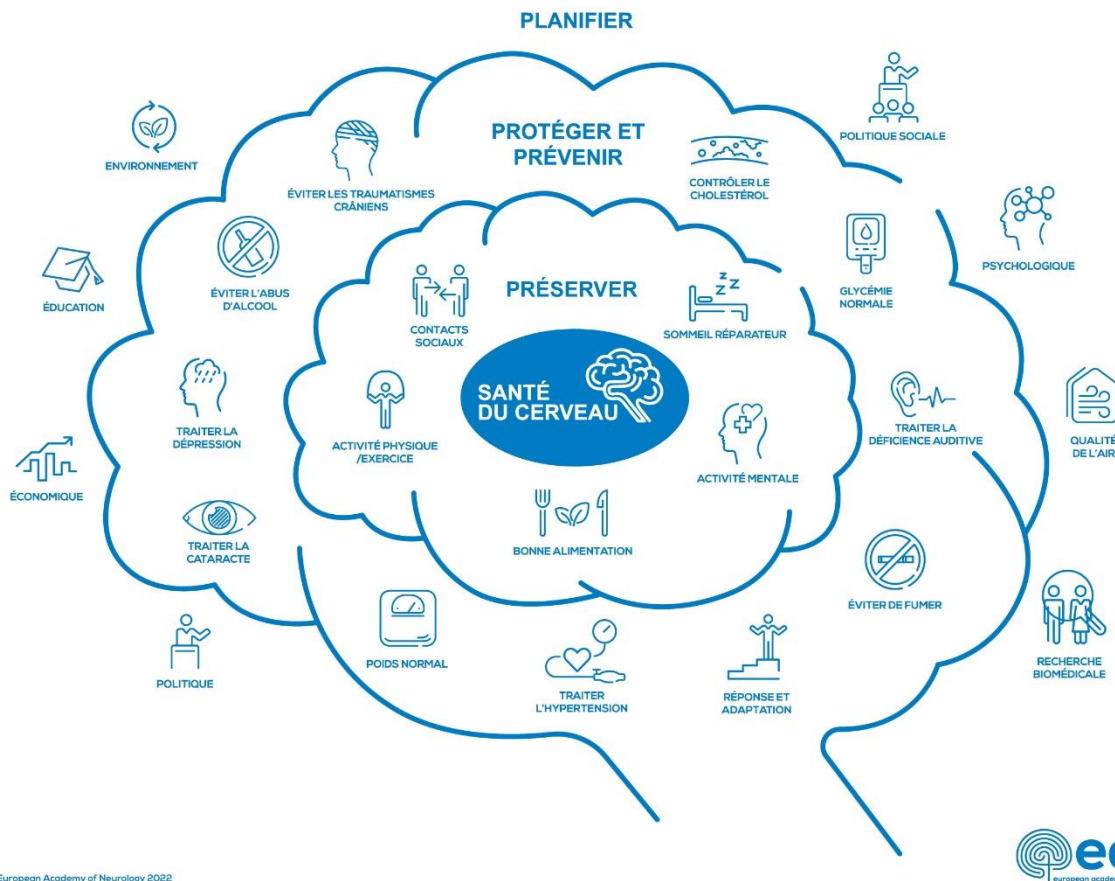 PLANIFIER
POLITIQUE SOCIALE
ENVIRONNEMENT
PROTÉGER ET
PRÉVENIR
ÉVITER LES TRAUMATISMES
CRÂNIENS
CONTRÔLER LE
CHOLESTÉROL
PSYCHOLOGIQUE
ÉDUCATION
ÉVITER L'ABUS
D'ALCOOL
GLYCÉMIE
NORMALE
PRÉSERVER
CONTACTS
SOCIAUX
z z z
SOMMEIL RÉPARATEUR
SANTÉ
DU CERVEAU
TRAITER LA
DÉPRESSION
ACTIVITÉ PHYSIQUE
/EXERCICE
ACTIVITÉ MENTALE
TRAITER LA
DÉFICIENCE AUDITIVE
QUALITÉ
DE L'AIR
ÉCONOMIQUE
TRAITER LA
CATARACTE
BONNE ALIMENTATION
ÉVITER DE FUMER
POLITIQUE
POIDS NORMAL
TRAITER
L'HYPERTENSION
RÉPONSE ET
ADAPTATION
RECHERCHE
BIOMÉDICALE
European Academy of Neurology 2022
european